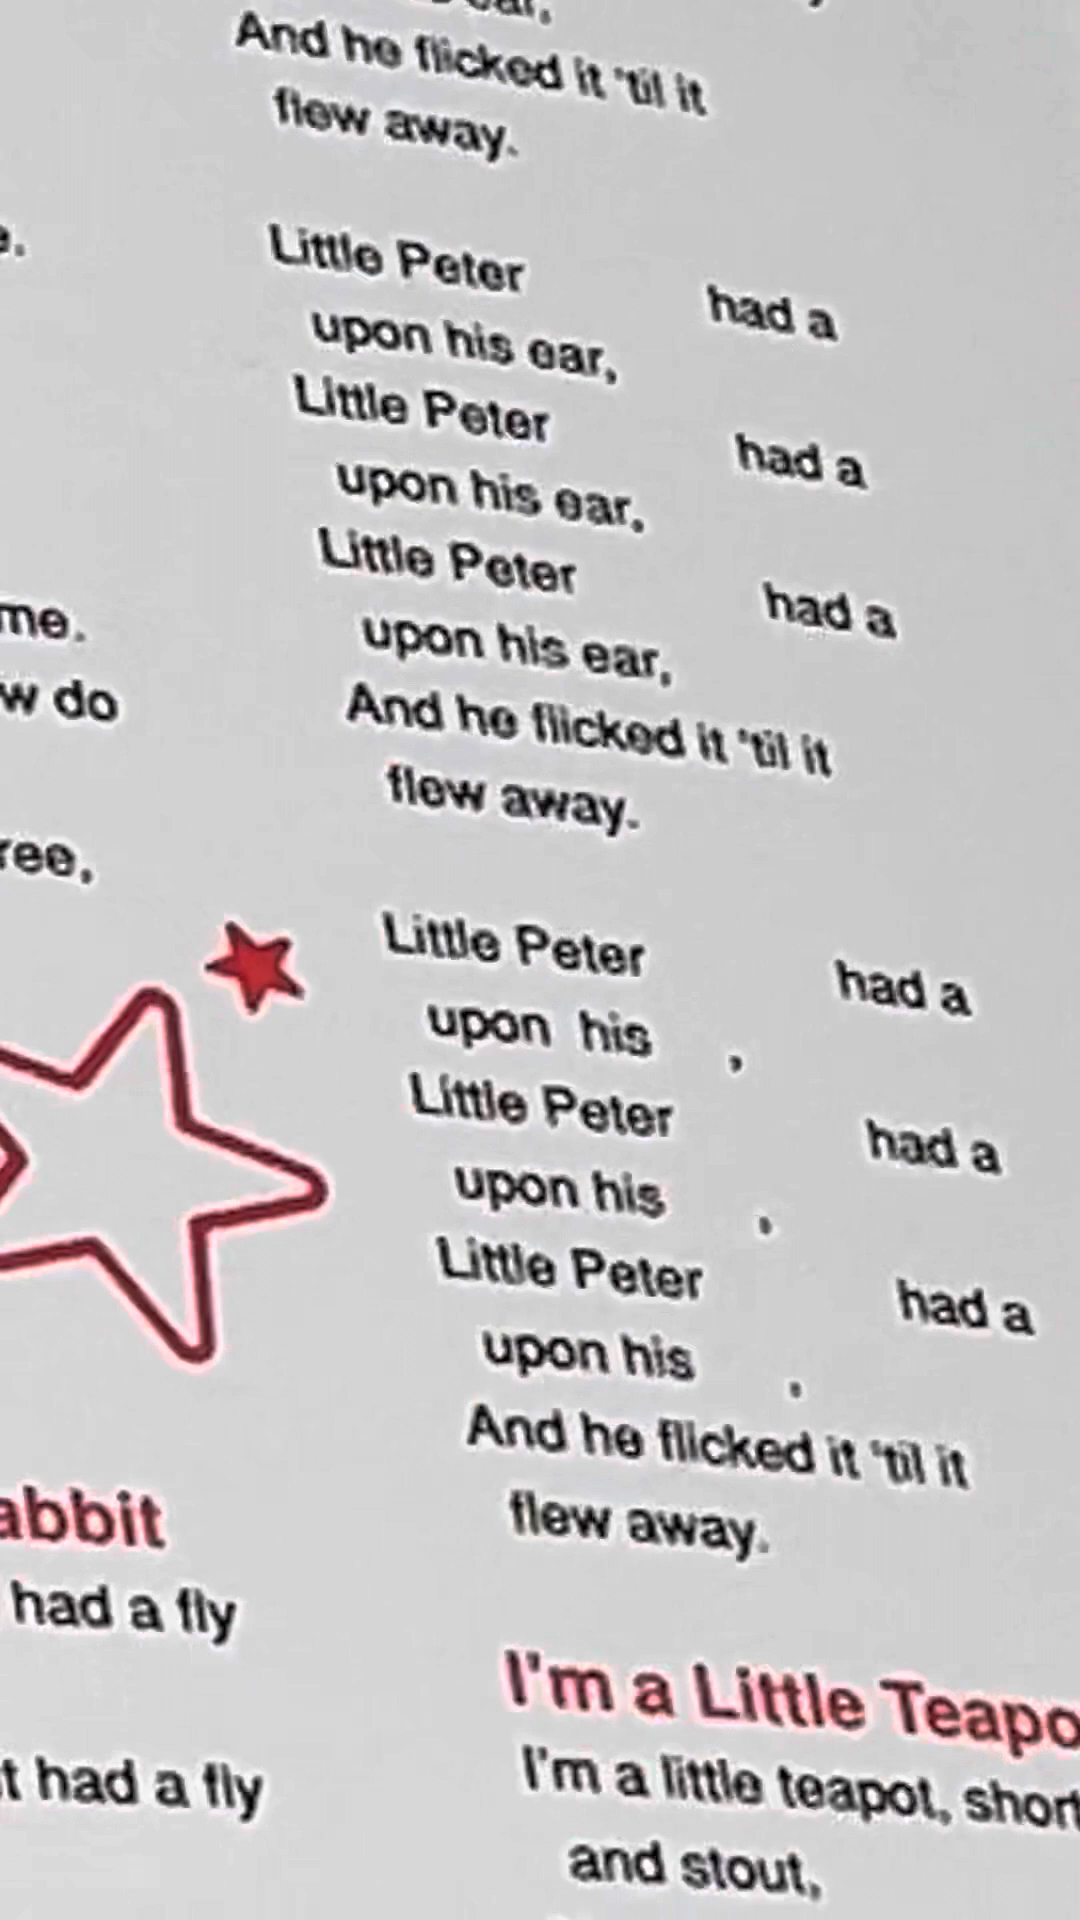 e.
me.
w do
ree,
abbit
had a fly
t had a fly
And he flicked it 'til it
flew away.
Little Peter had a
upon his ear,
Little Peter had a
upon his ear,
Little Peter had a
upon his ear,
And he flicked it 'til it
flew away.
Little Peter had a
upon his ,
Little Peter had a
upon his ,
Little Peter had a
upon his ,
And he flicked it 'til it
flew away.
I'm a Little Teapo
I'm a little teapot, short
and stout,